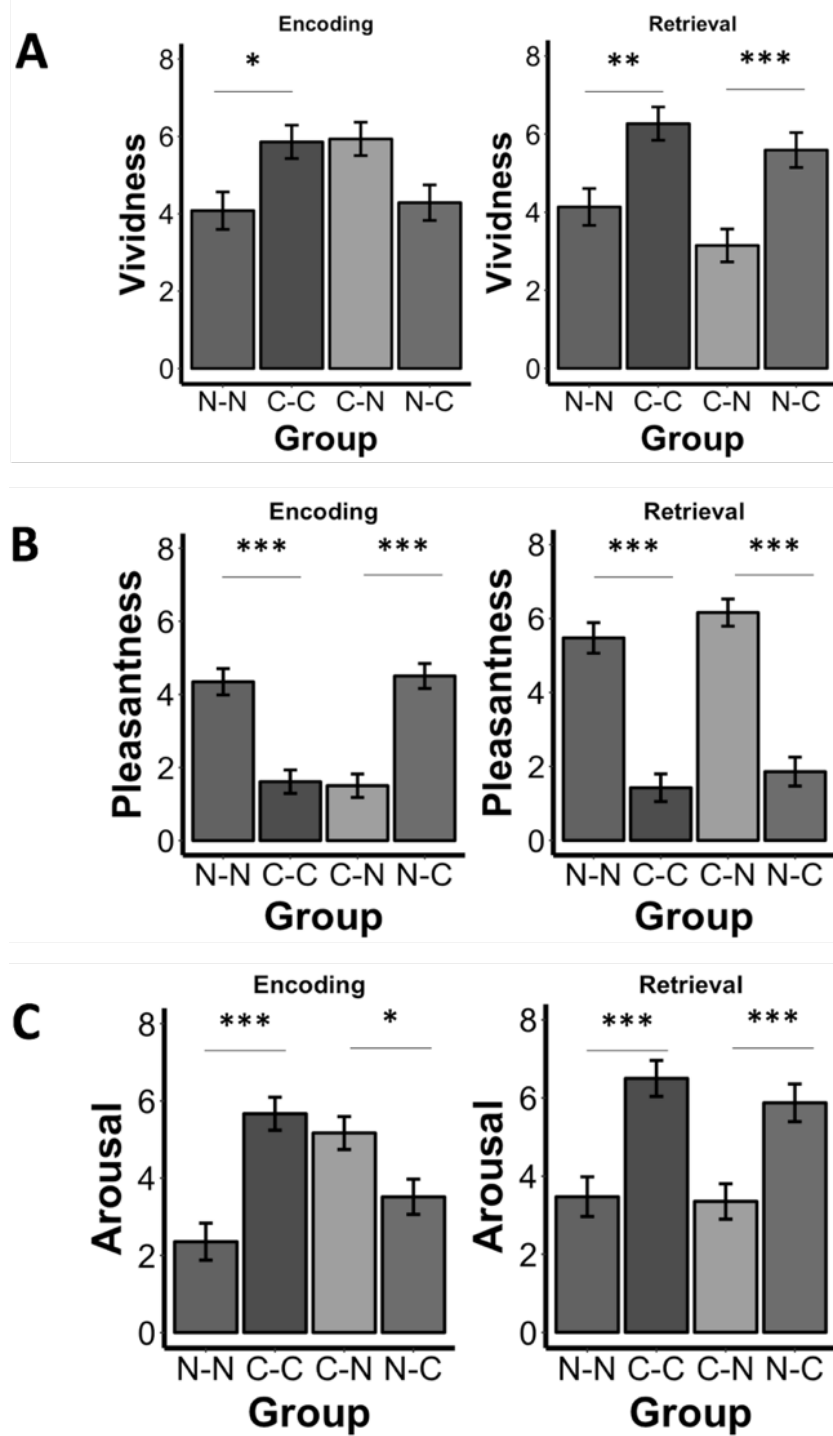 A
Encoding
Retrieval
* ** ***
Vividness
8
6
4
2
0
N-N C-C C-N N-C
Group
Vividness
8
6
4
2
0
N-N C-C C-N N-C
Group
B
Encoding
Retrieval
*** *** *** ***
Pleasantness
8
6
4
2
0
N-N C-C C-N N-C
Group
Pleasantness
8
6
4
2
0
N-N C-C C-N N-C
Group
C
Encoding
Retrieval
*** * *** ***
Arousal
8
6
4
2
0
N-N C-C C-N N-C
Group
Arousal
8
6
4
2
0
N-N C-C C-N N-C
Group